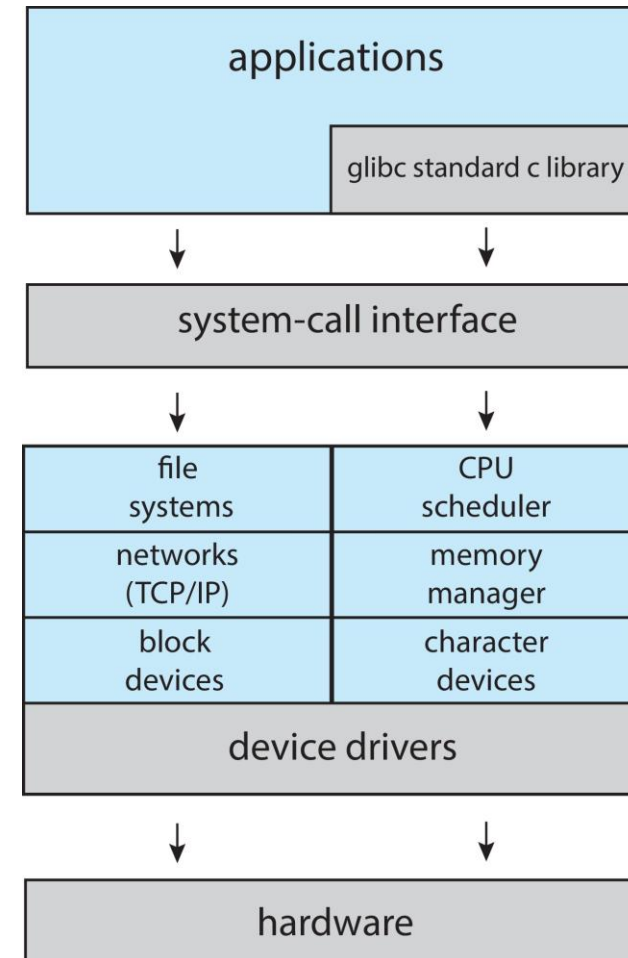 applications
glibc standard c library
system-call interface
file
systems
CPU
scheduler
networks
(TCP/IP)
memory
manager
block
devices
character
devices
device drivers
hardware